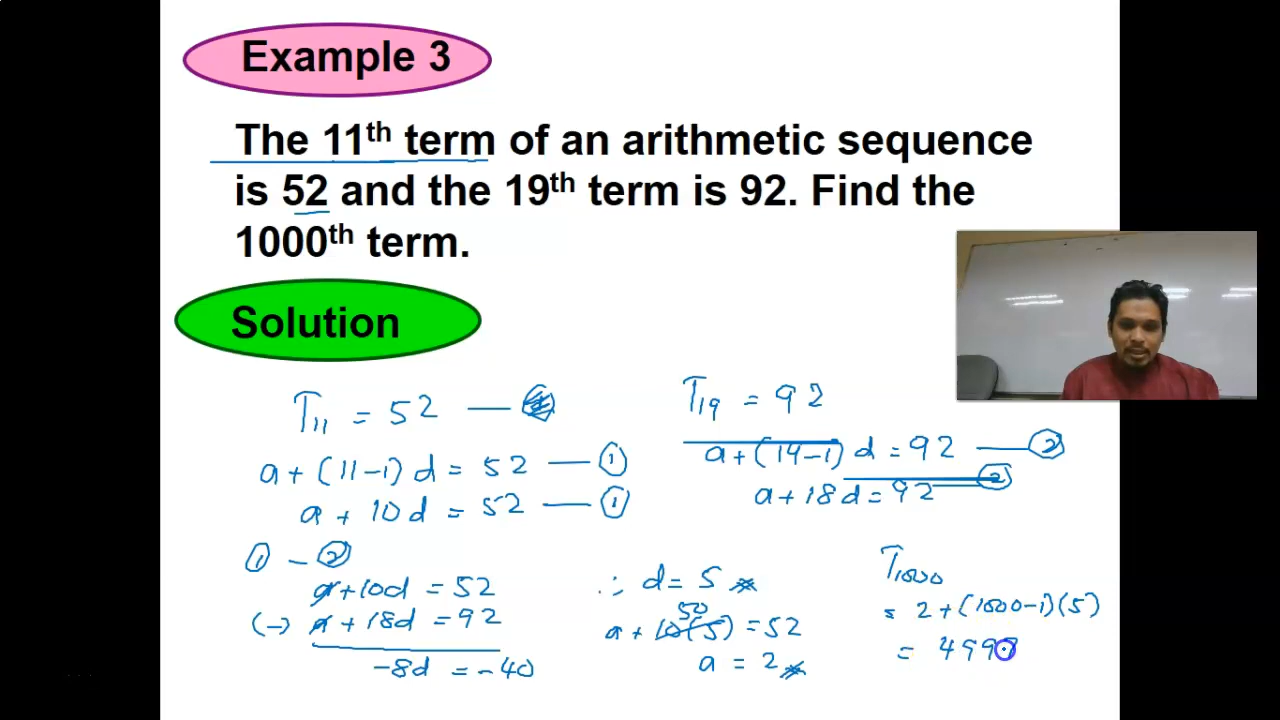 Example 3
The 11th term of an arithmetic sequence
is 52 and the 19th term is 92. Find the
1000th term.
Solution
T11 = 52 —
a + (11-1) d = 52 — ①
a + 10d = 52 — ①
① - ②
a + 10d = 52
(-) a + 18d = 92
-8d = -40
T19 = 92
a + (14-1) d = 92 — ②
a + 18d = 92 — ②
∴ d = 5
50
a + 10(5) = 52
a = 2
T1000
= 2 + (1000-1)(5)